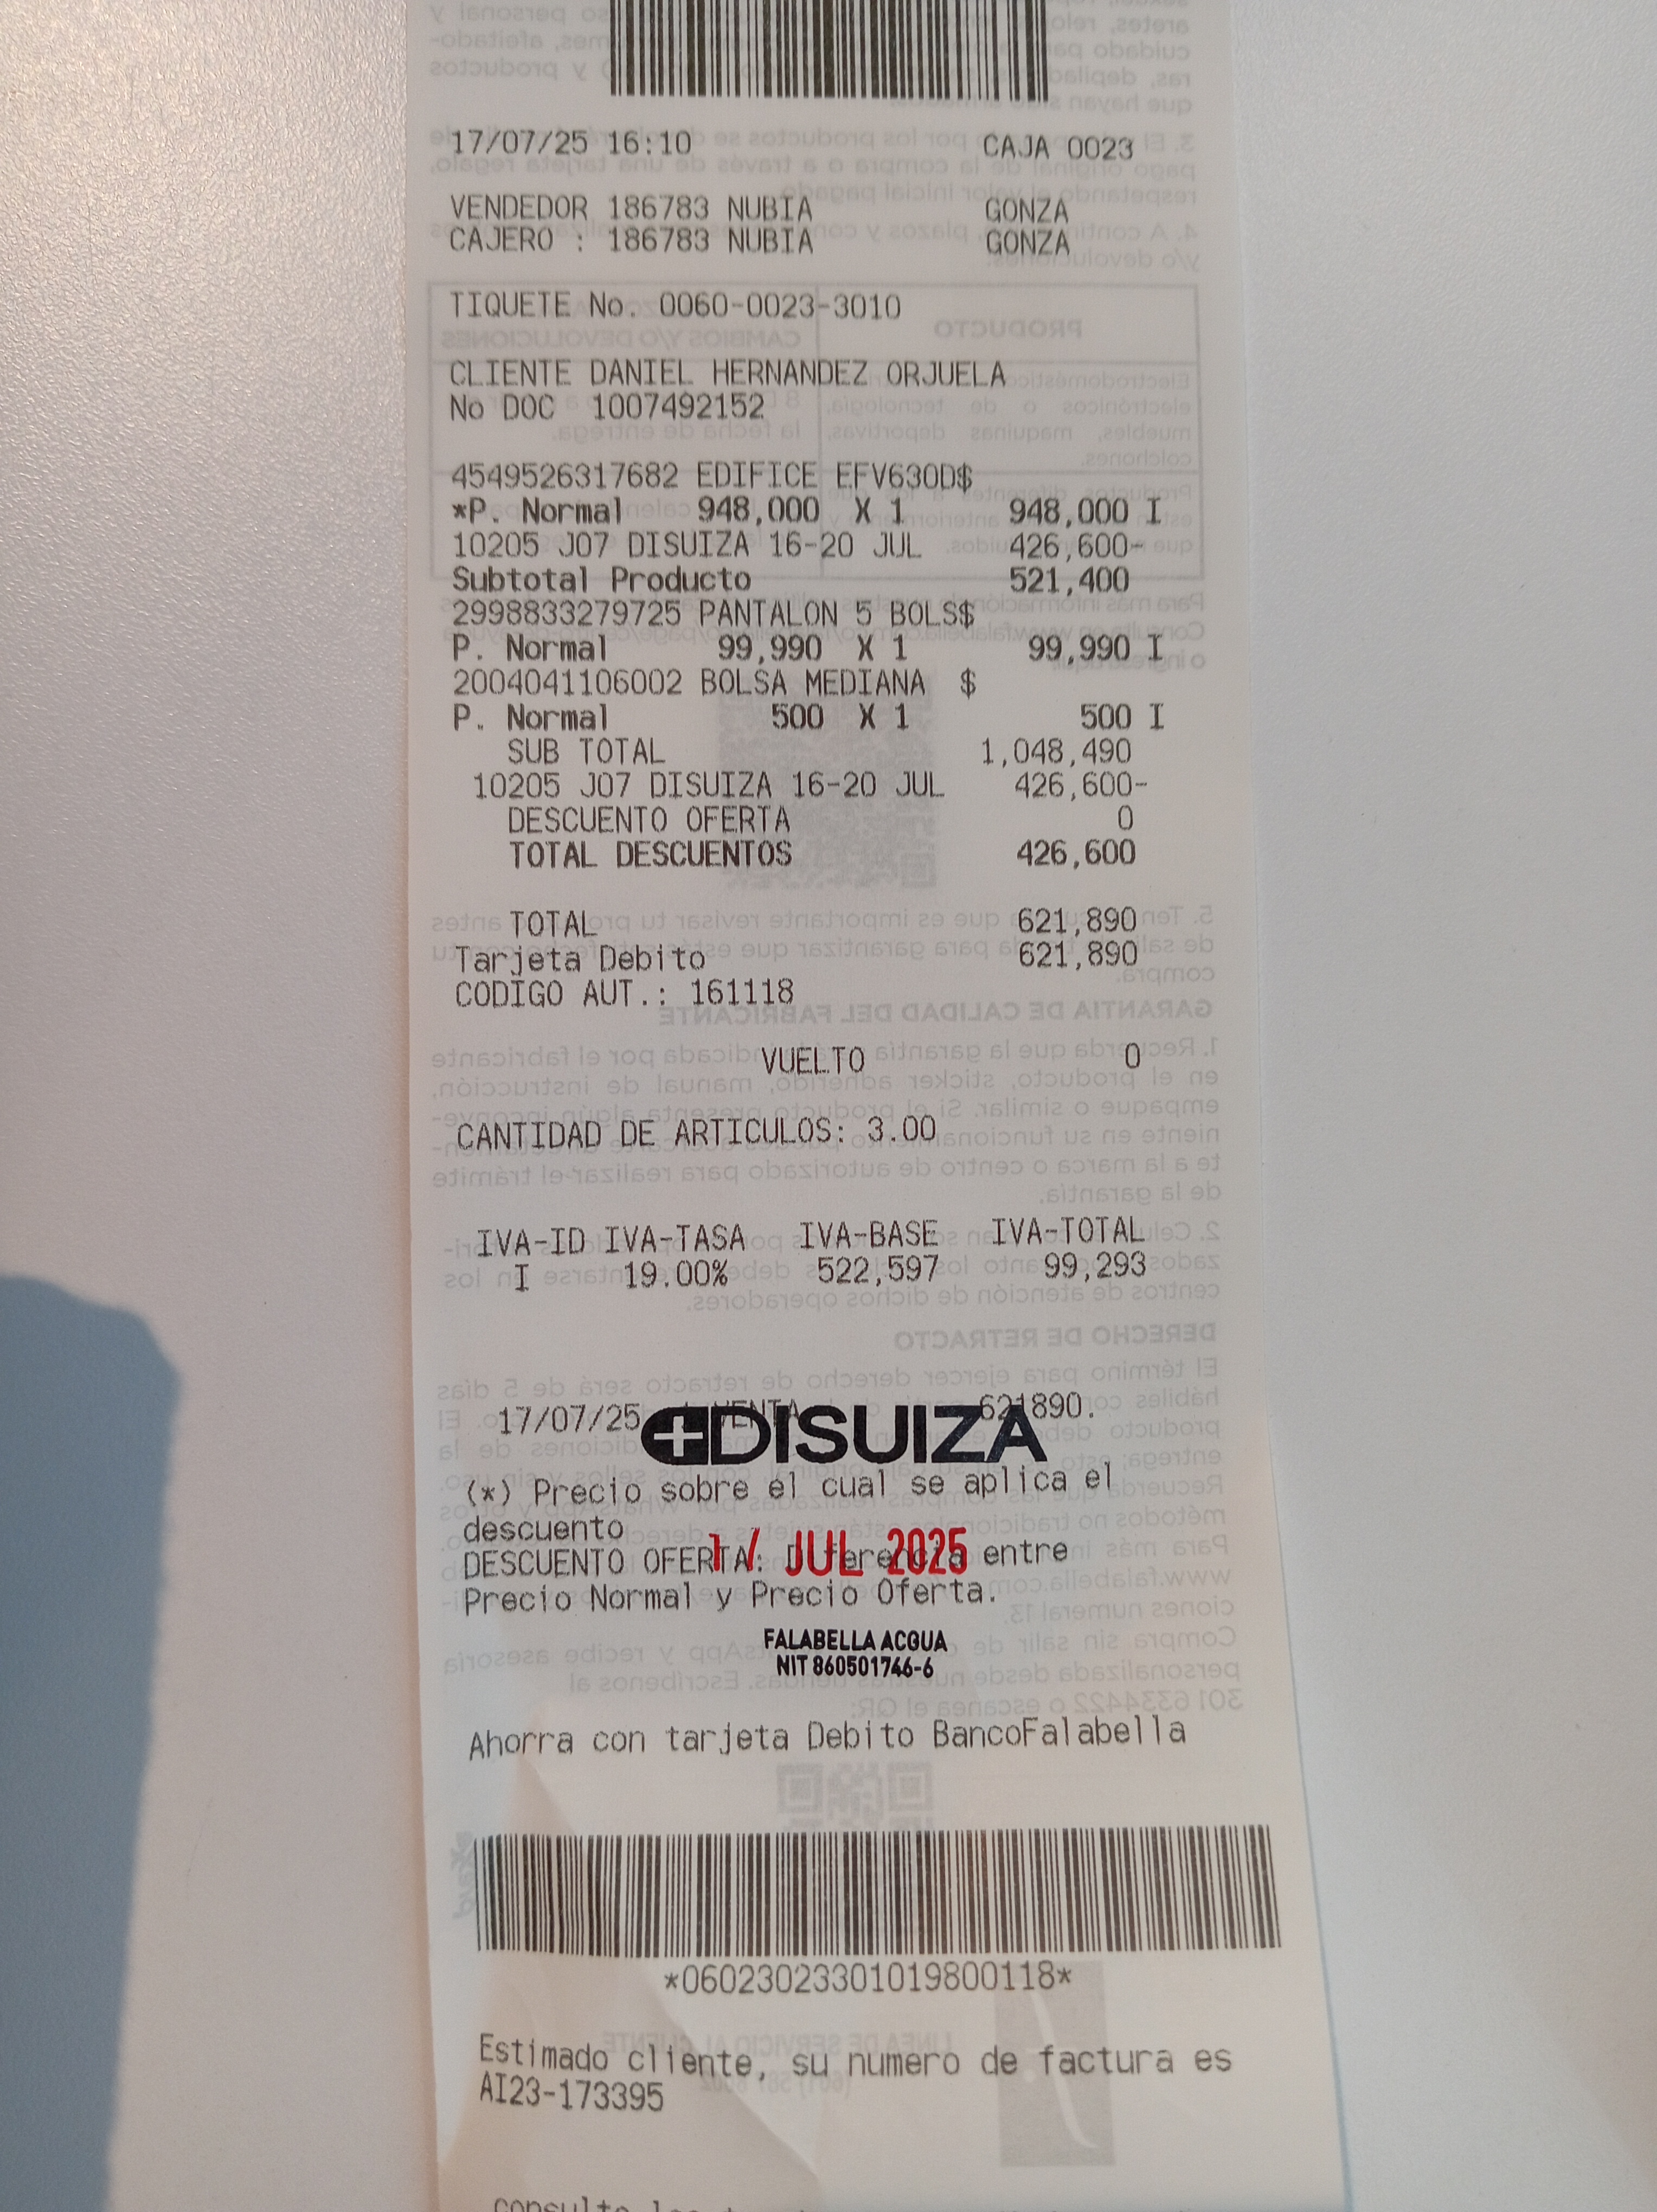 17/07/25 16:10 CAJA 0023
VENDEDOR 186783 NUBIA GONZA
CAJERO : 186783 NUBIA GONZA
TIQUETE No. 0060-0023-3010
CLIENTE DANIEL HERNANDEZ ORJUELA
No DOC 1007492152
4549526317682 EDIFICE EFV630D$
*P. Normal 948,000 X 1 948,000 I
10205 J07 DISUIZA 16-20 JUL 426,600-
Subtotal Producto 521,400
2998833279725 PANTALON 5 BOLS$
P. Normal 99,990 X 1 99,990 I
2004041106002 BOLSA MEDIANA $
P. Normal 500 X 1 500 I
SUB TOTAL 1,048,490
10205 J07 DISUIZA 16-20 JUL 426,600-
DESCUENTO OFERTA 0
TOTAL DESCUENTOS 426,600
TOTAL 621,890
Tarjeta Debito 621,890
CODIGO AUT.: 161118
VUELTO 0
CANTIDAD DE ARTICULOS: 3.00
IVA-ID IVA-TASA IVA-BASE IVA-TOTAL
I 19.00% 522,597 99,293
17/07/25 VENTA 621890.
DISUIZA
(*) Precio sobre el cual se aplica el
descuento
JUL 2025
DESCUENTO OFERTA: Diferencia entre
Precio Normal y Precio Oferta.
FALABELLA ACQUA
NIT 860501746-6
Ahorra con tarjeta Debito BancoFalabella
*06023023301019800118*
Estimado cliente, su numero de factura es
AI23-173395